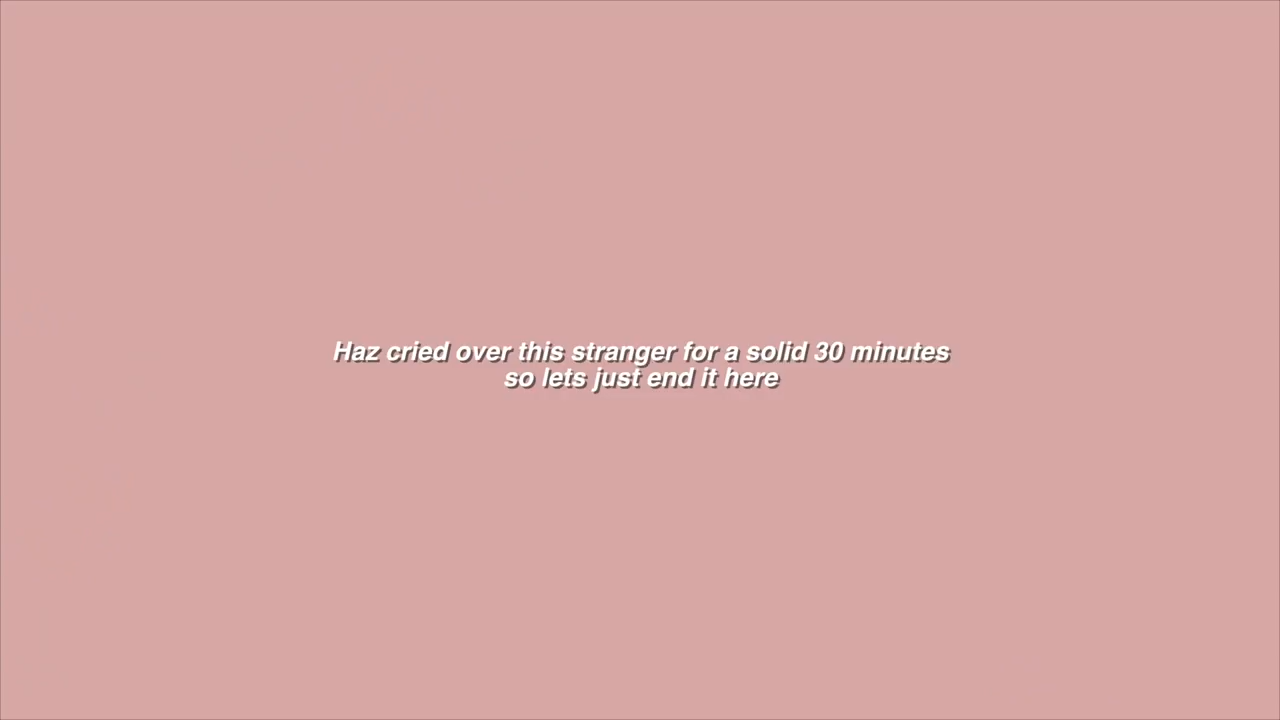 Haz cried over this stranger for a solid 30 minutes
so lets just end it here